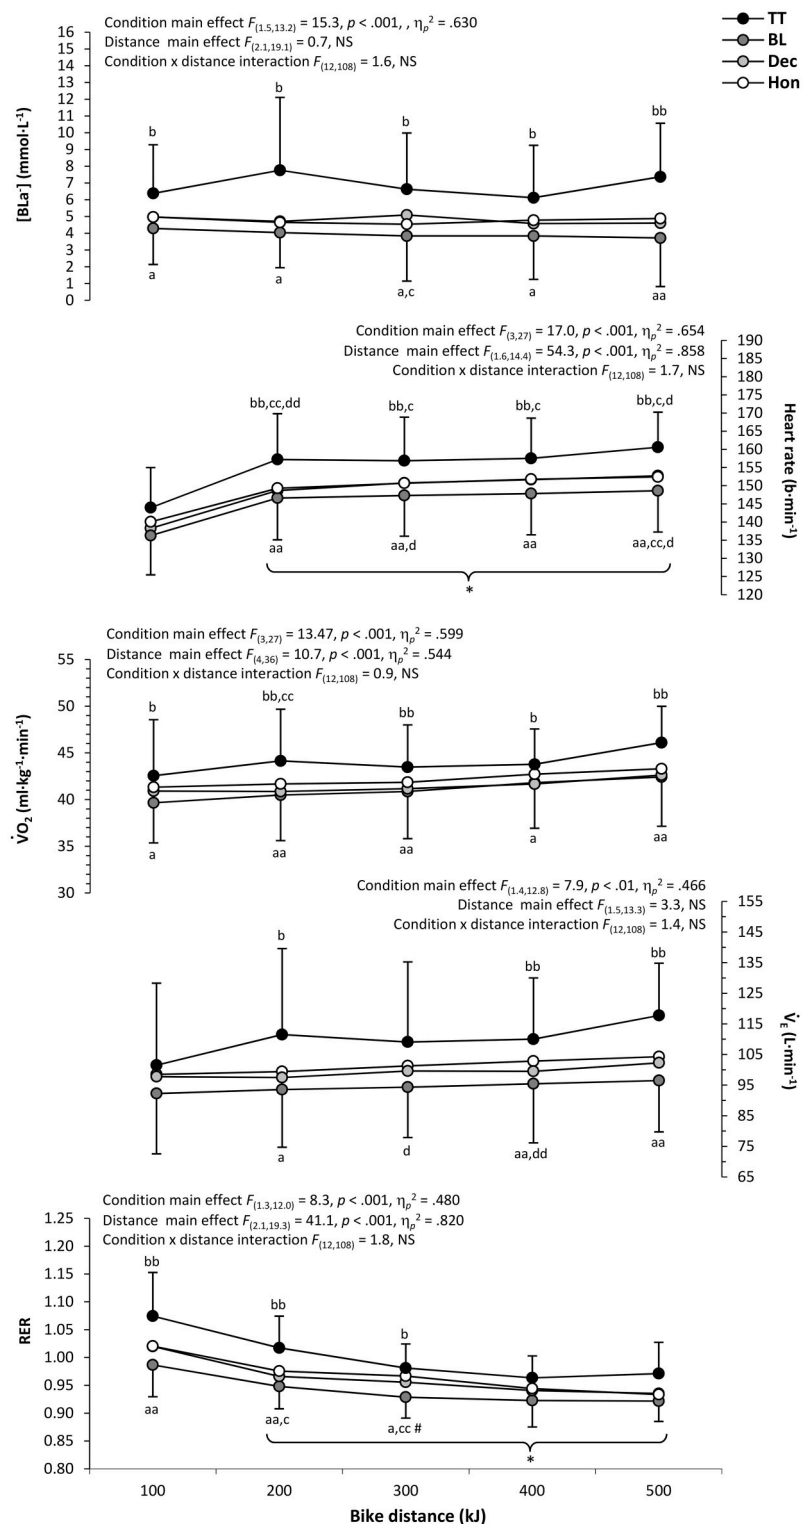 Condition main effect F(1.5,13.2) = 15.3, p < .001, , ηp² = .630
Distance main effect F(2.1,19.1) = 0.7, NS
Condition x distance interaction F(12,108) = 1.6, NS
TT
BL
Dec
Hon
[BLa-] (mmol·L-1)
16
15
14
13
12
11
10
9
8
7
6
5
4
3
2
1
0
b
b
b
b
bb
a
a
a,c
a
aa
Condition main effect F(3,27) = 17.0, p < .001, ηp² = .654
Distance main effect F(1.6,14.4) = 54.3, p < .001, ηp² = .858
Condition x distance interaction F(12,108) = 1.7, NS
Heart rate (b·min-1)
190
185
180
175
170
165
160
155
150
145
140
135
130
125
120
bb,cc,dd
bb,c
bb,c
bb,c,d
aa
aa,d
aa
aa,cc,d
*
Condition main effect F(3,27) = 13.47, p < .001, ηp² = .599
Distance main effect F(4,36) = 10.7, p < .001, ηp² = .544
Condition x distance interaction F(12,108) = 0.9, NS
V̇O2 (ml·kg-1·min-1)
55
50
45
40
35
30
b
bb,cc
bb
b
bb
a
aa
aa
a
aa
Condition main effect F(1.4,12.8) = 7.9, p < .01, ηp² = .466
Distance main effect F(1.5,13.3) = 3.3, NS
Condition x distance interaction F(12,108) = 1.4, NS
V̇E (L·min-1)
155
145
135
125
115
105
95
85
75
65
b
bb
bb
a
d
aa,dd
aa
Condition main effect F(1.3,12.0) = 8.3, p < .001, ηp² = .480
Distance main effect F(2.1,19.3) = 41.1, p < .001, ηp² = .820
Condition x distance interaction F(12,108) = 1.8, NS
RER
1.25
1.20
1.15
1.10
1.05
1.00
0.95
0.90
0.85
0.80
bb
bb
b
aa
aa,c
a,cc #
*
100
200
300
400
500
Bike distance (kJ)